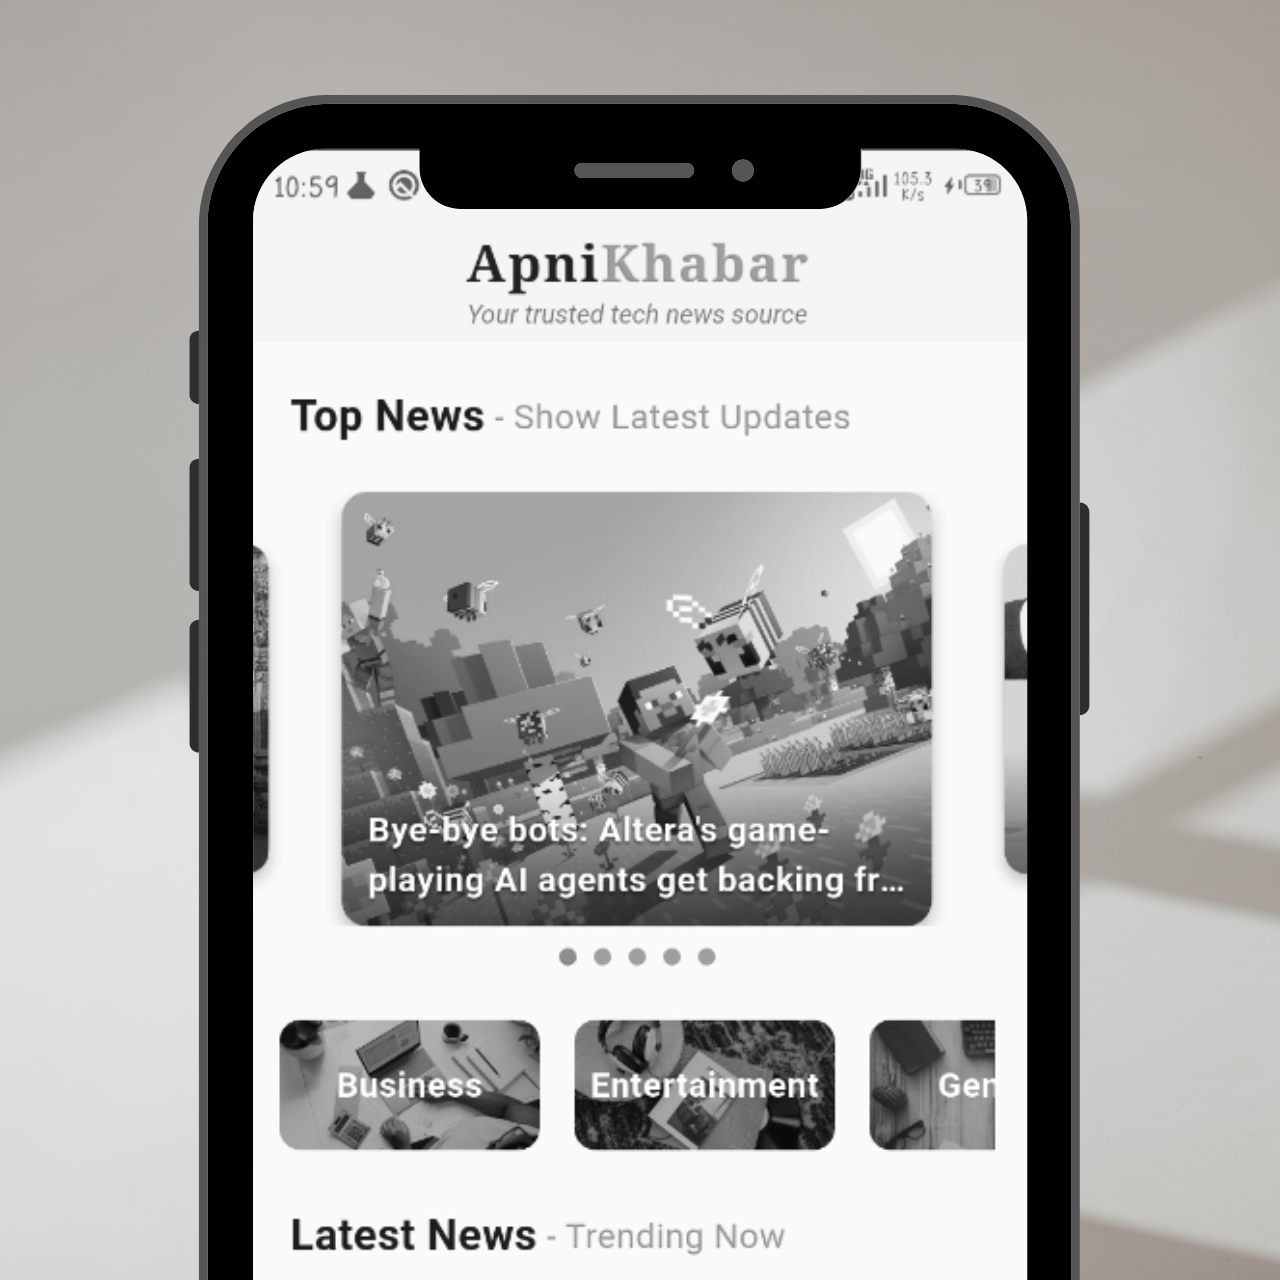 10:59
105.3
K/s
39
ApniKhabar
Your trusted tech news source
Top News - Show Latest Updates
Bye-bye bots: Altera's game-
playing AI agents get backing fr...
Business
Entertainment
Gen
Latest News - Trending Now